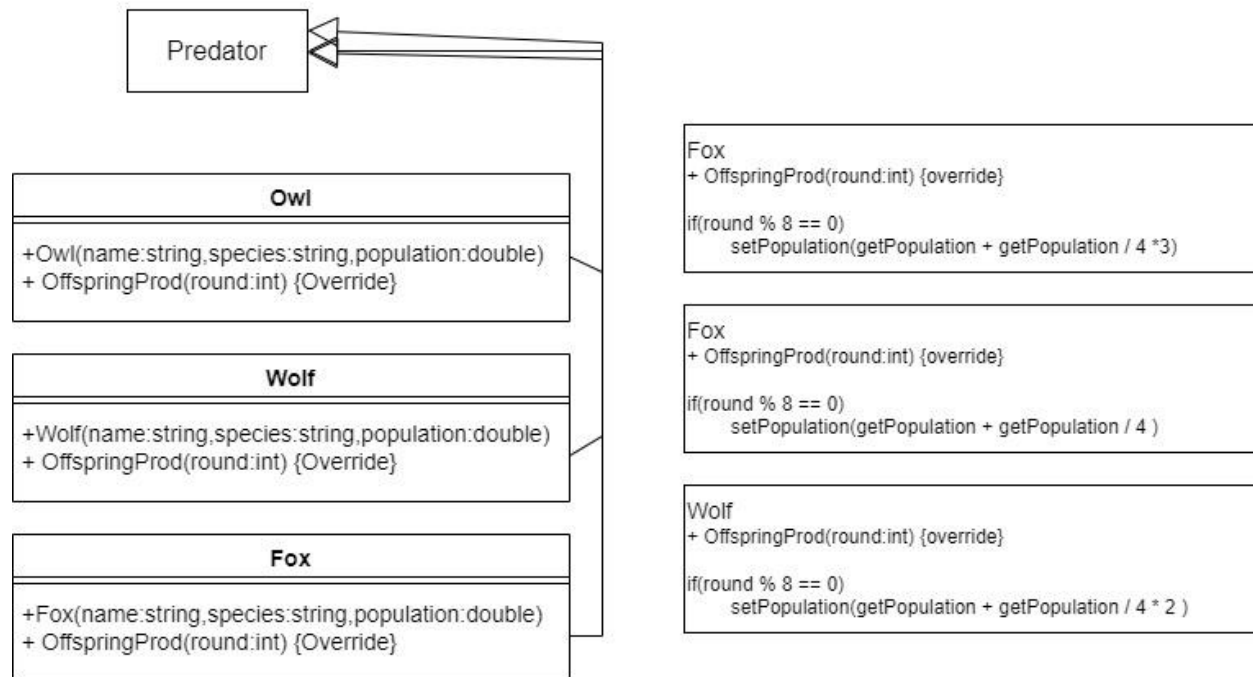 Predator
Owl
+Owl(name:string,species:string,population:double)
+ OffspringProd(round:int) {Override}
Wolf
+Wolf(name:string,species:string,population:double)
+ OffspringProd(round:int) {Override}
Fox
+Fox(name:string,species:string,population:double)
+ OffspringProd(round:int) {Override}
Fox
+ OffspringProd(round:int) {override}
if(round % 8 == 0)
setPopulation(getPopulation + getPopulation / 4 *3)
Fox
+ OffspringProd(round:int) {override}
if(round % 8 == 0)
setPopulation(getPopulation + getPopulation / 4 )
Wolf
+ OffspringProd(round:int) {override}
if(round % 8 == 0)
setPopulation(getPopulation + getPopulation / 4 * 2 )